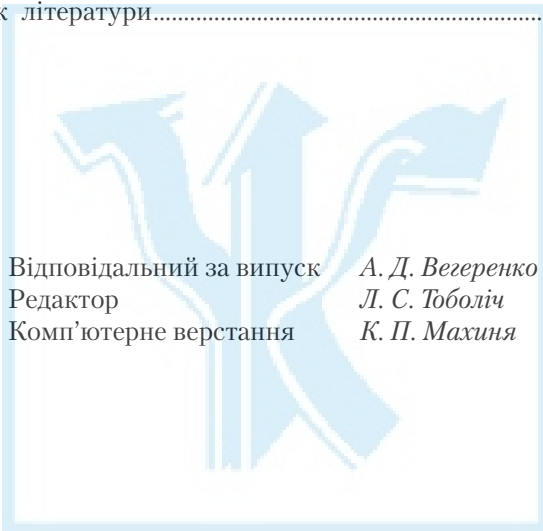 к літератури............................................................
Відповідальний за випуск А. Д. Вегеренко
Редактор Л. С. Тоболіч
Комп’ютерне верстання К. П. Махиня